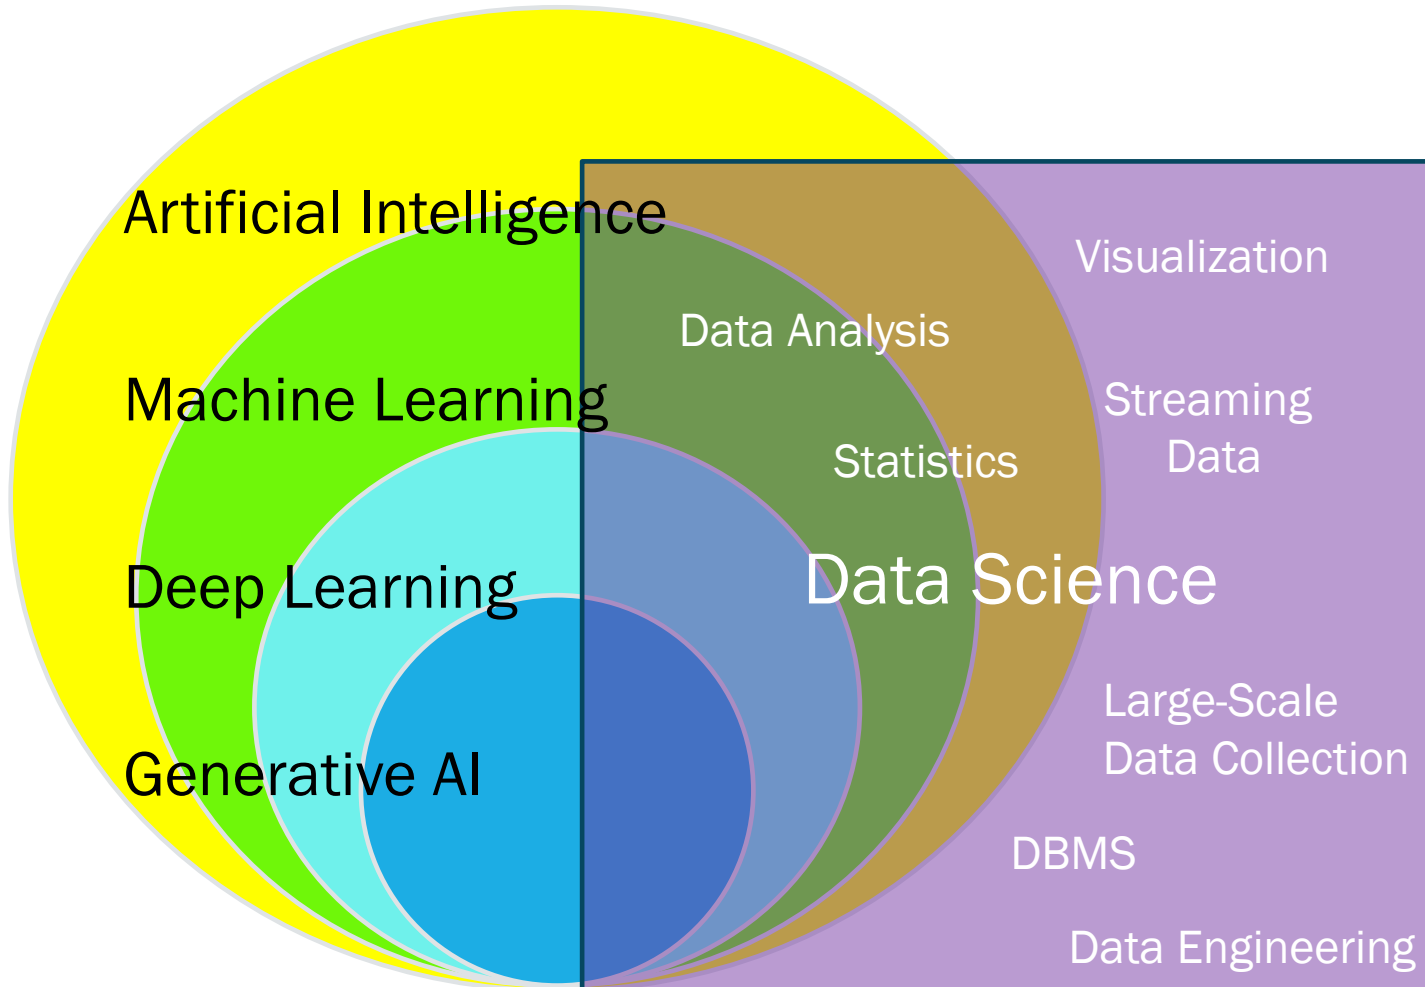 Artificial Intelligence
Machine Learning
Deep Learning
Generative AI
Visualization
Data Analysis
Streaming
Data
Statistics
Data Science
Large-Scale
Data Collection
DBMS
Data Engineering